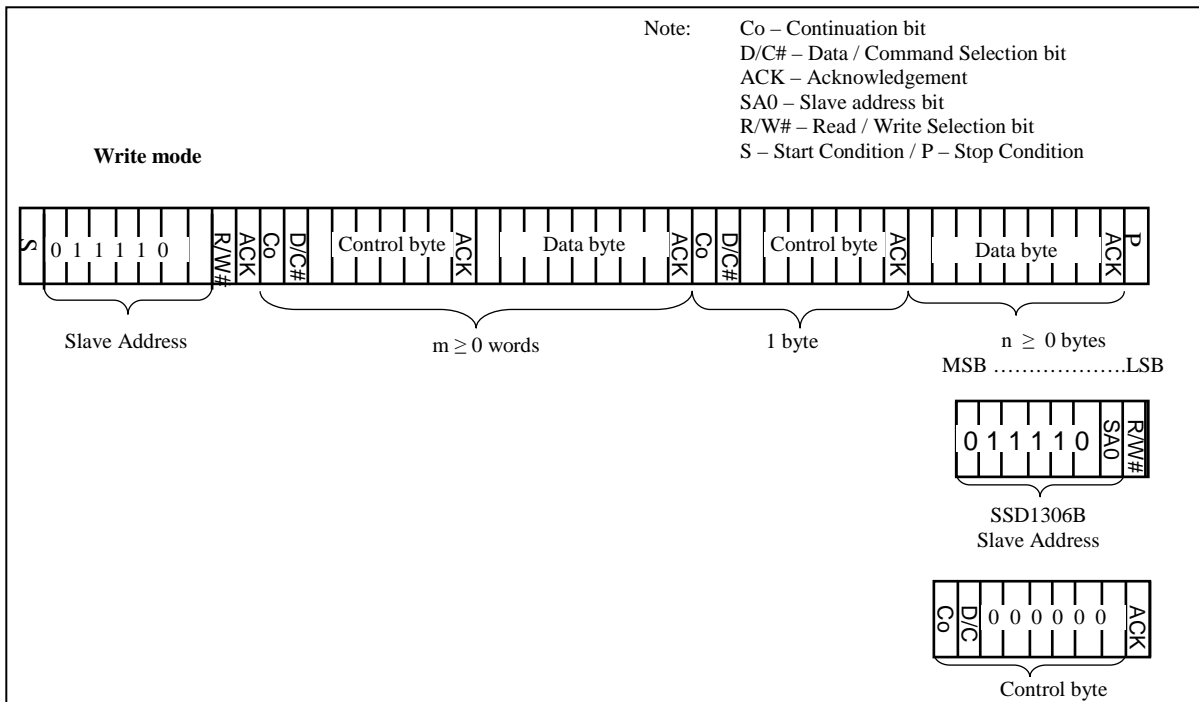 Note: Co – Continuation bit
D/C# – Data / Command Selection bit
ACK – Acknowledgement
SA0 – Slave address bit
R/W# – Read / Write Selection bit
S – Start Condition / P – Stop Condition
Write mode
S 0 1 1 1 1 0 R/W# ACK Co D/C# Control byte ACK Data byte ACK Co D/C# Control byte ACK Data byte ACK P
Slave Address m ≥ 0 words 1 byte n ≥ 0 bytes
MSB ………………….LSB
0 1 1 1 1 0 SA0 R/W#
SSD1306B
Slave Address
Co D/C 0 0 0 0 0 0 ACK
Control byte